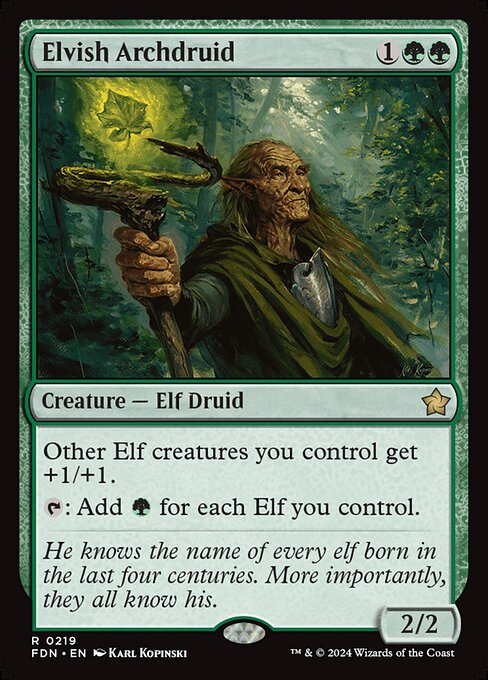 Elvish Archdruid 1
Creature — Elf Druid
Other Elf creatures you control get
+1/+1.
: Add for each Elf you control.
He knows the name of every elf born in
the last four centuries. More importantly,
they all know his.
2/2
R 0219
FDN • EN Karl Kopinski
™ & © 2024 Wizards of the Coast